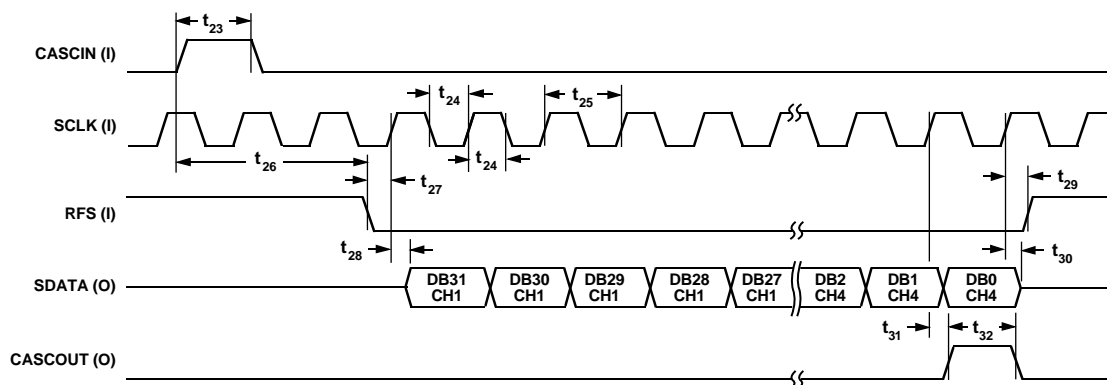 t23
CASCIN (I)
t24
t25
SCLK (I)
t26
t24
t27
t29
RFS (I)
t28
t30
SDATA (O)
DB31 CH1
DB30 CH1
DB29 CH1
DB28 CH1
DB27 CH1
DB2 CH4
DB1 CH4
DB0 CH4
t31
t32
CASCOUT (O)